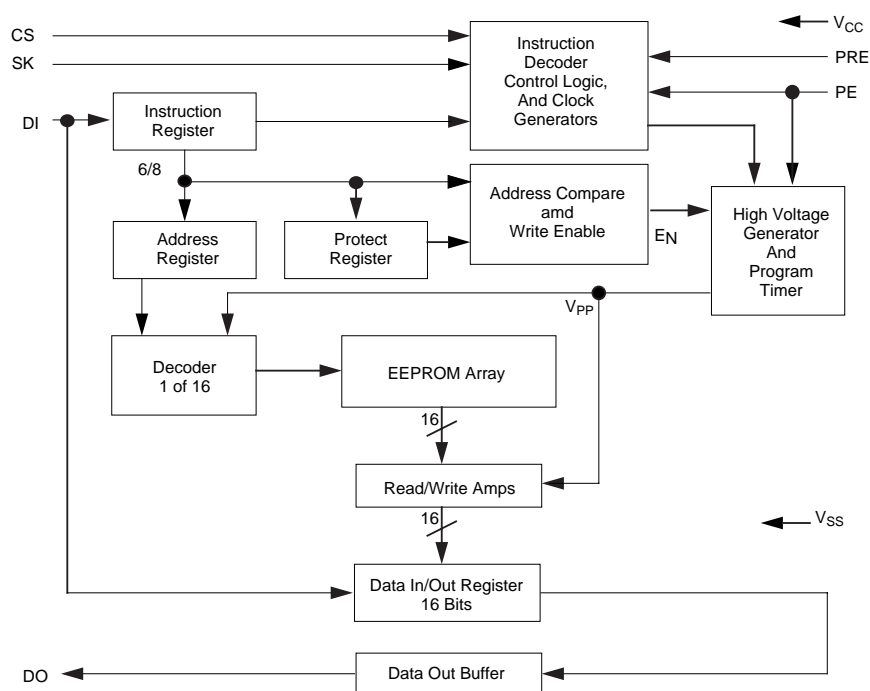 CS
SK
DI
Instruction
Register
Instruction
Decoder
Control Logic,
And Clock
Generators
VCC
PRE
PE
6/8
Address
Register
Protect
Register
Address Compare
amd
Write Enable
EN
High Voltage
Generator
And
Program
Timer
VPP
Decoder
1 of 16
EEPROM Array
16
Read/Write Amps
16
VSS
Data In/Out Register
16 Bits
DO
Data Out Buffer